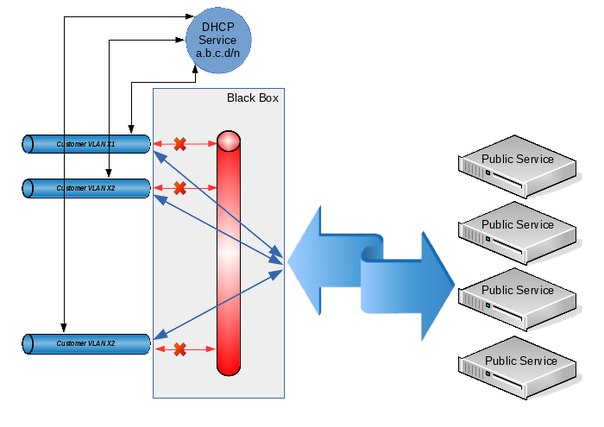 DHCP
Service
a.b.c.d/n
Black Box
Customer VLAN X1
Customer VLAN X2
Customer VLAN X2
Public Service
Public Service
Public Service
Public Service